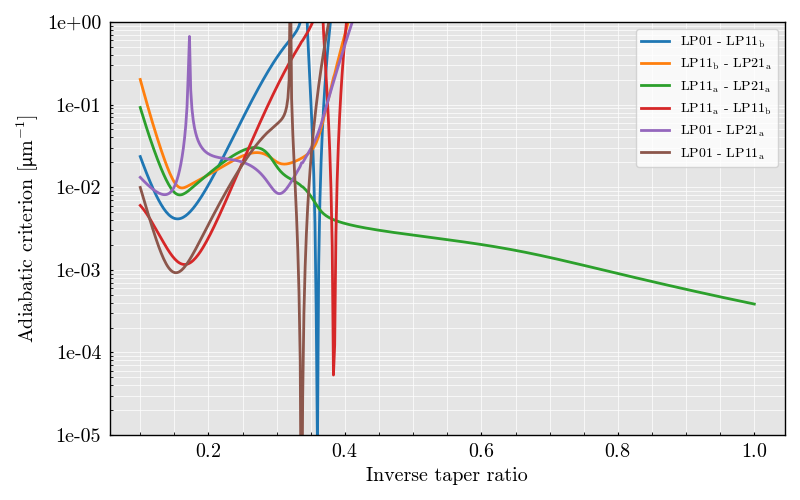 1e+00
1e-01
1e-02
1e-03
1e-04
1e-05
Adiabatic criterion [µm⁻¹]
0.2 0.4 0.6 0.8 1.0
Inverse taper ratio
LP01 - LP11b
LP11b - LP21a
LP11a - LP21a
LP11a - LP11b
LP01 - LP21a
LP01 - LP11a